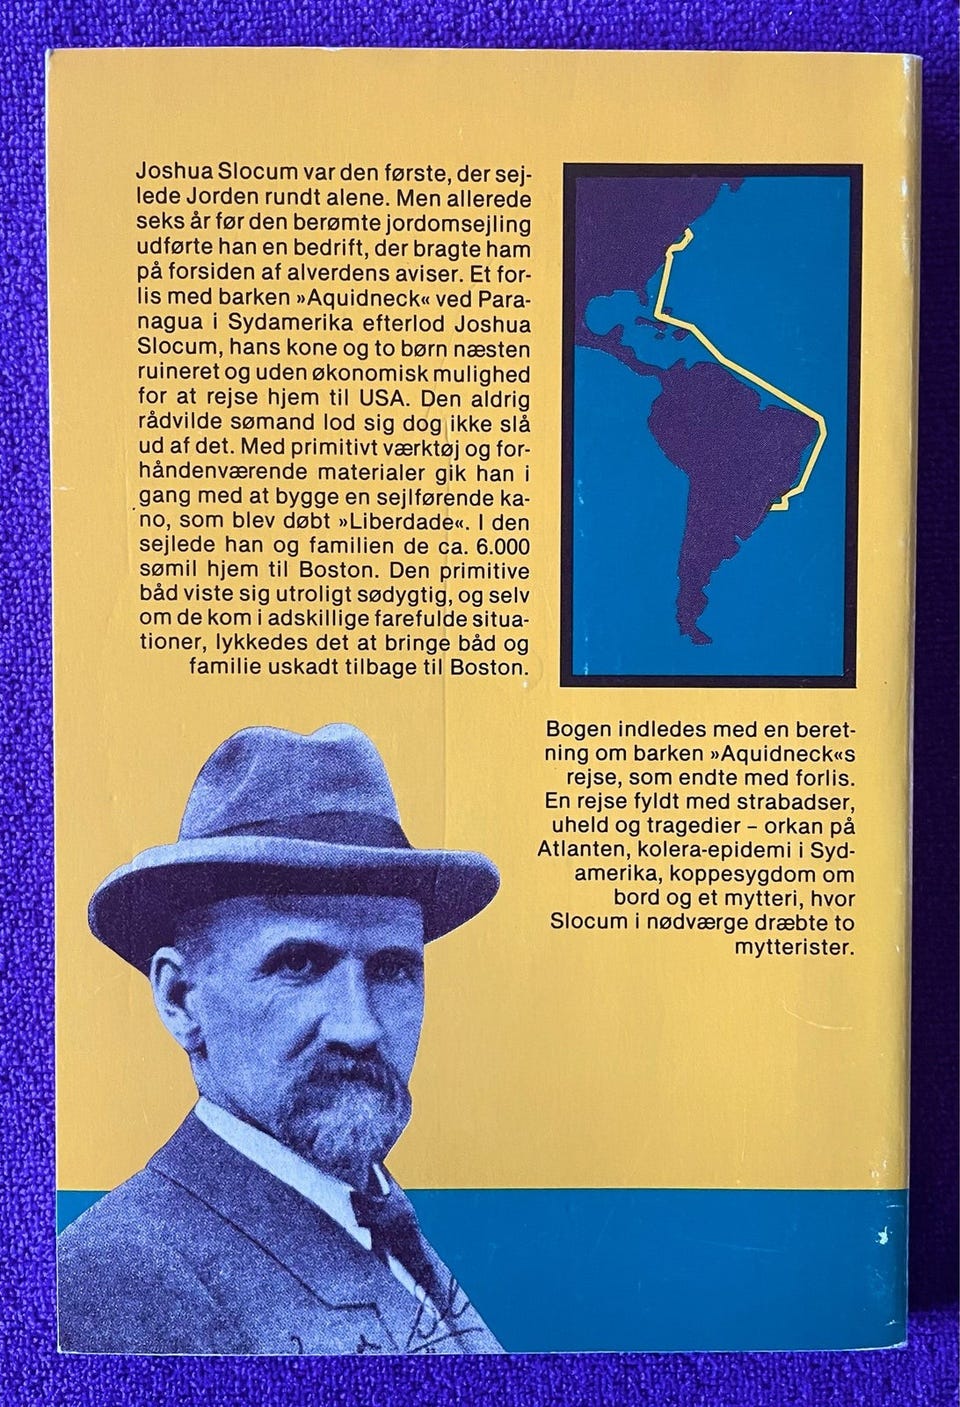 Joshua Slocum var den første, der sej-
lede Jorden rundt alene. Men allerede
seks år før den berømte jordomsejling
udførte han en bedrift, der bragte ham
på forsiden af alverdens aviser. Et for-
lis med barken »Aquidneck« ved Para-
nagua i Sydamerika efterlod Joshua
Slocum, hans kone og to børn næsten
ruineret og uden økonomisk mulighed
for at rejse hjem til USA. Den aldrig
rådvilde sømand lod sig dog ikke slå
ud af det. Med primitivt værktøj og for-
håndenværende materialer gik han i
gang med at bygge en sejlførende ka-
no, som blev døbt »Liberdade«. I den
sejlede han og familien de ca. 6.000
sømil hjem til Boston. Den primitive
båd viste sig utroligt sødygtig, og selv
om de kom i adskillige farefulde situa-
tioner, lykkedes det at bringe båd og
familie uskadt tilbage til Boston.
Bogen indledes med en beret-
ning om barken »Aquidneck«s
rejse, som endte med forlis.
En rejse fyldt med strabadser,
uheld og tragedier – orkan på
Atlanten, kolera-epidemi i Syd-
amerika, koppesygdom om
bord og et mytteri, hvor
Slocum i nødværge dræbte to
mytterister.